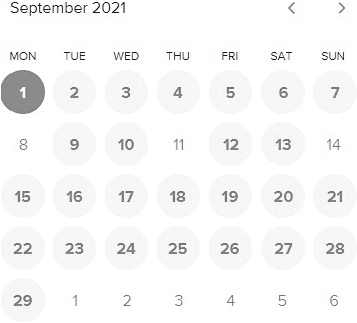 September 2021
MON TUE WED THU FRI SAT SUN
1 2 3 4 5 6 7
8 9 10 11 12 13 14
15 16 17 18 19 20 21
22 23 24 25 26 27 28
29 1 2 3 4 5 6